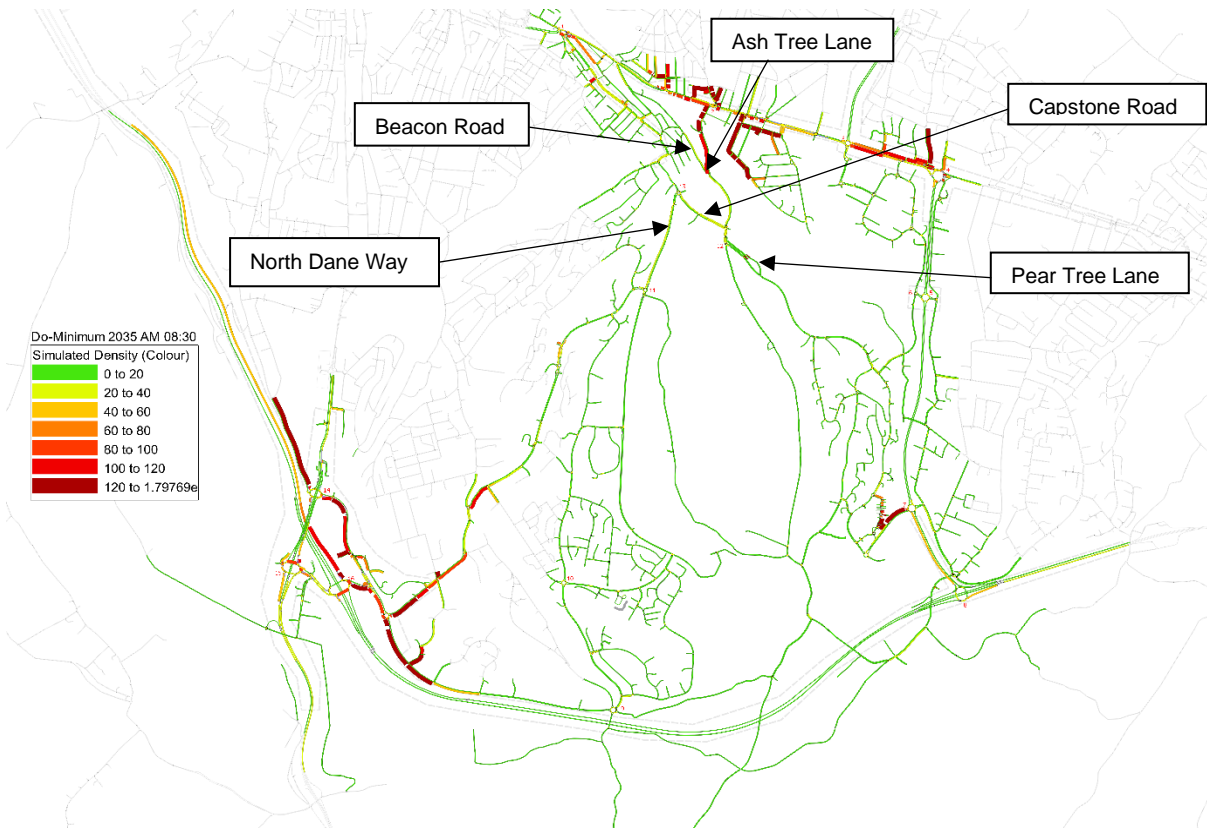 Ash Tree Lane
Beacon Road
Capstone Road
North Dane Way
Pear Tree Lane
Do-Minimum 2035 AM 08:30
Simulated Density (Colour)
0 to 20
20 to 40
40 to 60
60 to 80
80 to 100
100 to 120
120 to 1.79769e